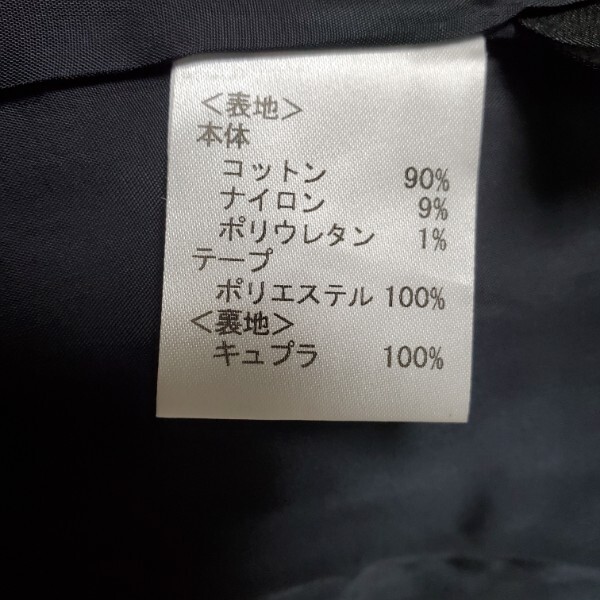 ＜表地＞
本体
コットン 90%
ナイロン 9%
ポリウレタン 1%
テープ
ポリエステル 100%
＜裏地＞
キュプラ 100%